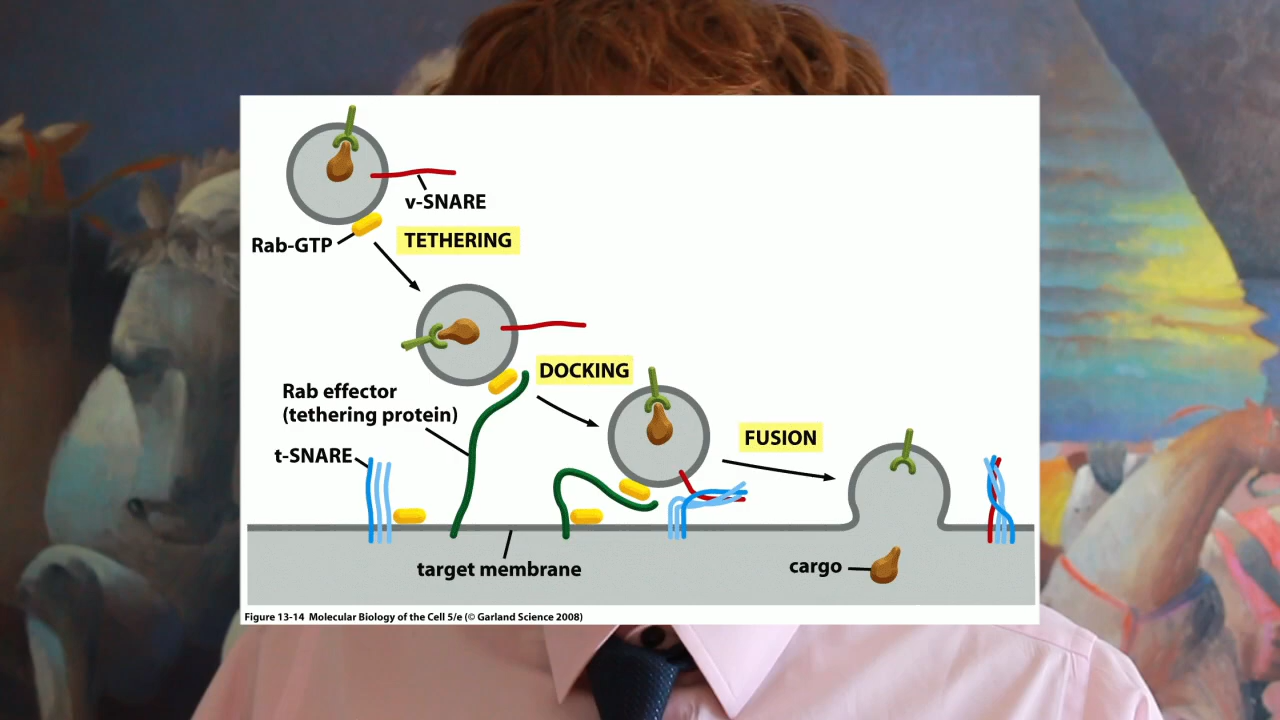 v-SNARE
Rab-GTP
TETHERING
DOCKING
Rab effector
(tethering protein)
t-SNARE
FUSION
target membrane
cargo
Figure 13-14 Molecular Biology of the Cell 5/e (© Garland Science 2008)